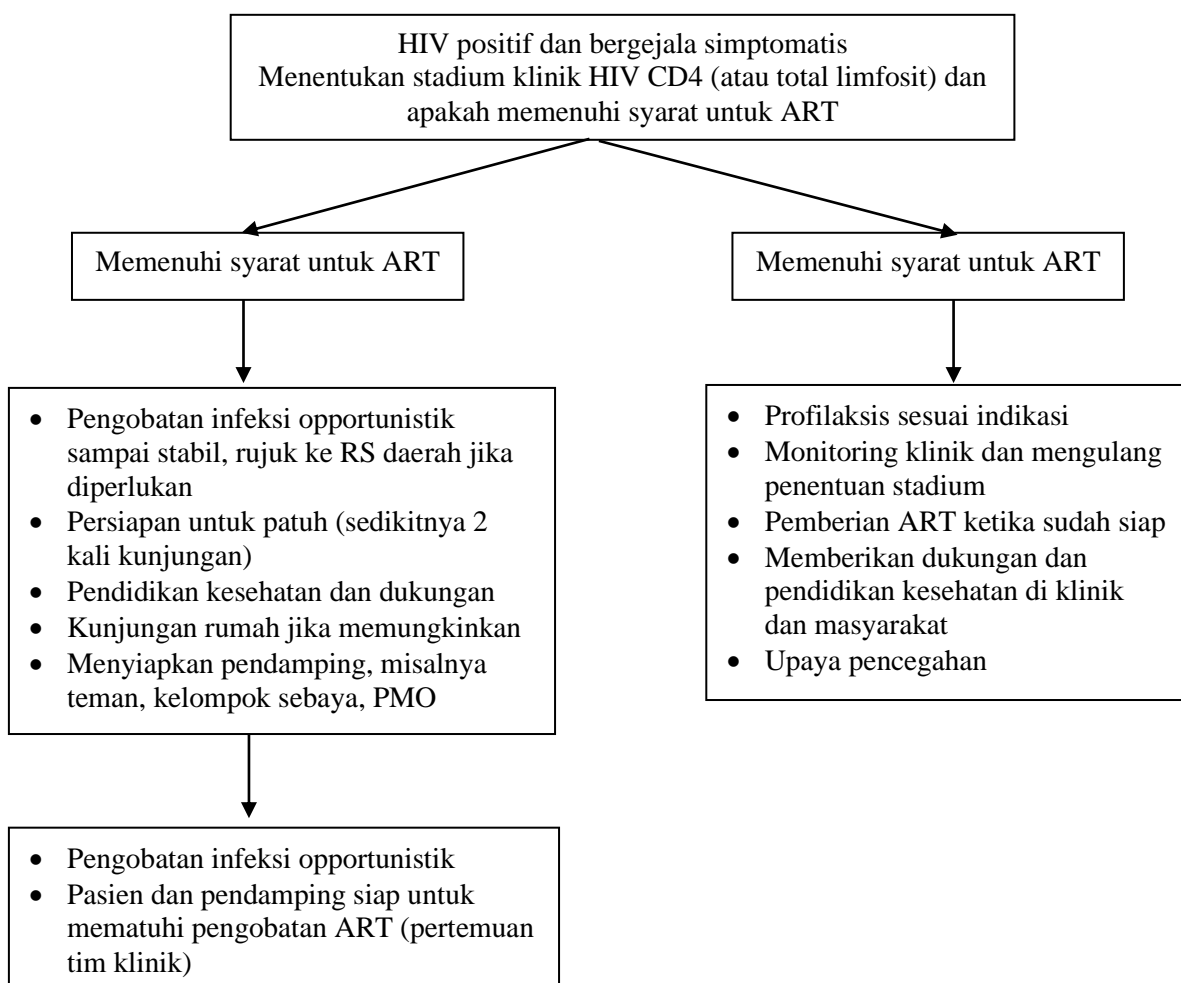 HIV positif dan bergejala simptomatis
Menentukan stadium klinik HIV CD4 (atau total limfosit) dan
apakah memenuhi syarat untuk ART
Memenuhi syarat untuk ART
Memenuhi syarat untuk ART
• Pengobatan infeksi opportunistik
sampai stabil, rujuk ke RS daerah jika
diperlukan
• Persiapan untuk patuh (sedikitnya 2
kali kunjungan)
• Pendidikan kesehatan dan dukungan
• Kunjungan rumah jika memungkinkan
• Menyiapkan pendamping, misalnya
teman, kelompok sebaya, PMO
• Profilaksis sesuai indikasi
• Monitoring klinik dan mengulang
penentuan stadium
• Pemberian ART ketika sudah siap
• Memberikan dukungan dan
pendidikan kesehatan di klinik
dan masyarakat
• Upaya pencegahan
• Pengobatan infeksi opportunistik
• Pasien dan pendamping siap untuk
mematuhi pengobatan ART (pertemuan
tim klinik)